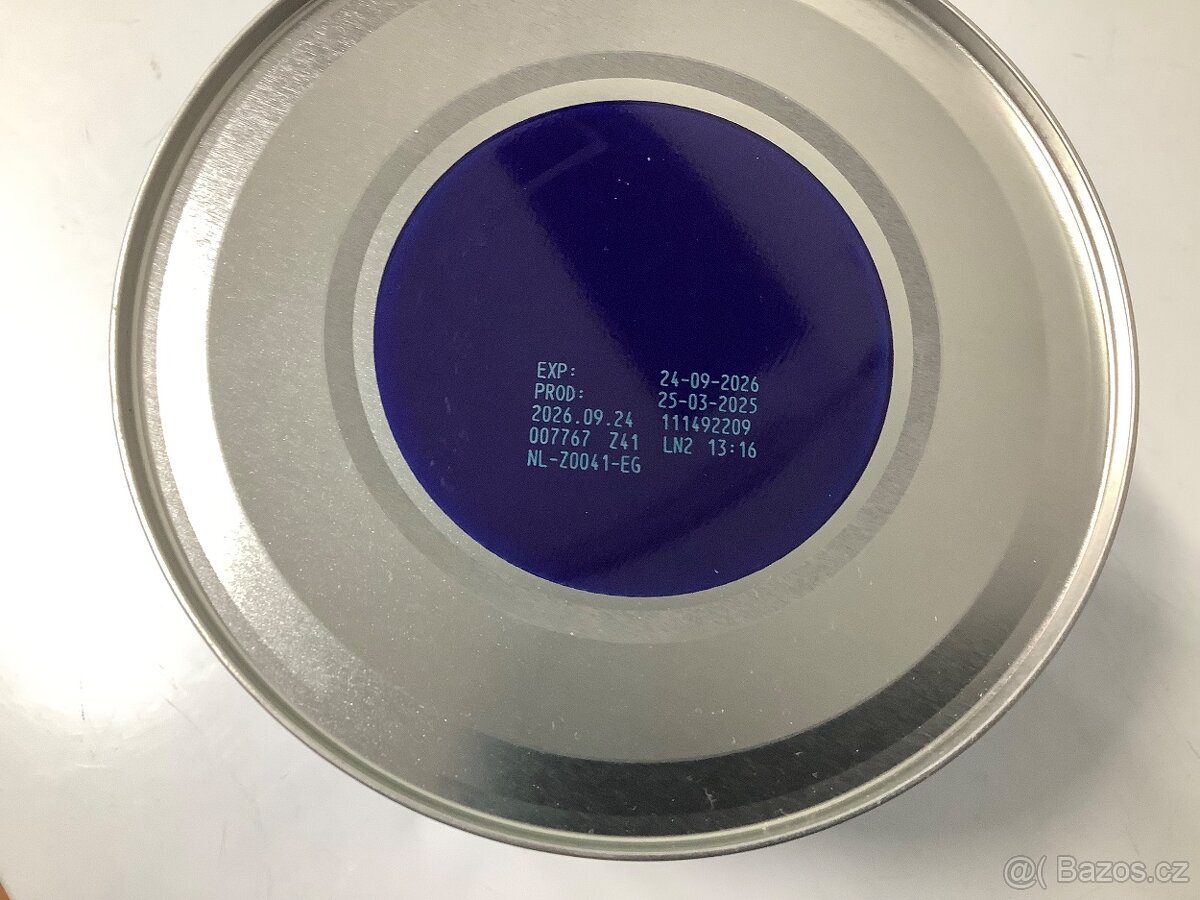 EXP: 24-09-2026
PROD: 25-03-2025
2026.09.24 111492209
007767 Z41 LN2 13:16
NL-Z0041-EG
@( Bazos.cz